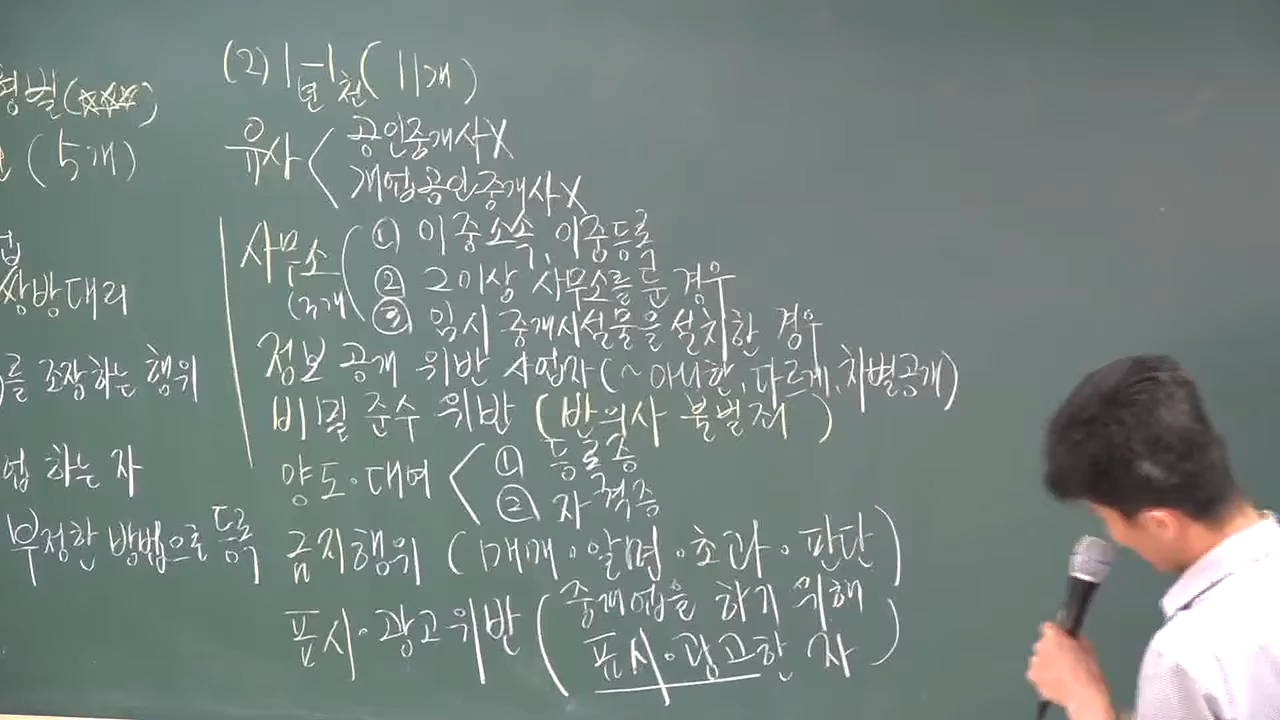 형벌(☆☆☆)
(5개)
업
쌍방대리
를 조장하는 행위
업 하는 자
부정한 방법으로 등록
(2) 1-1(11개)
년 천
유사< 공인중개사X
개업공인중개사X
사무소 ( ① 이중소속, 이중등록
(3개 ② 2이상 사무소를 둔 경우
③ 임시 중개시설물을 설치한 경우
정보 공개 위반 사업자(~아니한, 다르게, 차별공개)
비밀 준수 위반 (반의사 불벌죄)
양도·대여 < ① 등록증
② 자격증
금지행위 (매개·알면·초과·판단)
표시·광고위반 ( 중개업을 하기 위해
표시·광고한 자 )